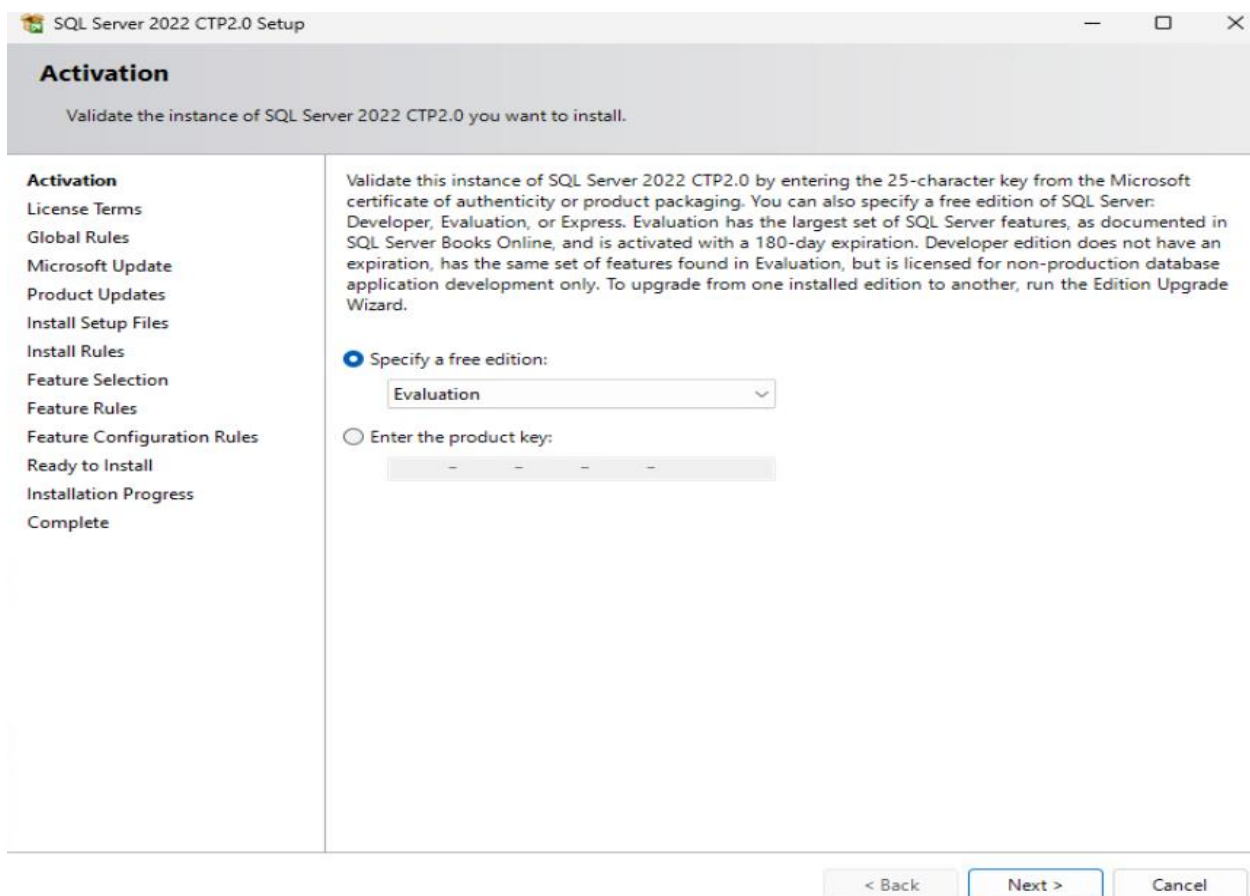 SQL Server 2022 CTP2.0 Setup
Activation
Validate the instance of SQL Server 2022 CTP2.0 you want to install.
Activation
License Terms
Global Rules
Microsoft Update
Product Updates
Install Setup Files
Install Rules
Feature Selection
Feature Rules
Feature Configuration Rules
Ready to Install
Installation Progress
Complete
Validate this instance of SQL Server 2022 CTP2.0 by entering the 25-character key from the Microsoft
certificate of authenticity or product packaging. You can also specify a free edition of SQL Server:
Developer, Evaluation, or Express. Evaluation has the largest set of SQL Server features, as documented in
SQL Server Books Online, and is activated with a 180-day expiration. Developer edition does not have an
expiration, has the same set of features found in Evaluation, but is licensed for non-production database
application development only. To upgrade from one installed edition to another, run the Edition Upgrade
Wizard.
Specify a free edition:
Evaluation
Enter the product key:
- - - -
< Back Next > Cancel